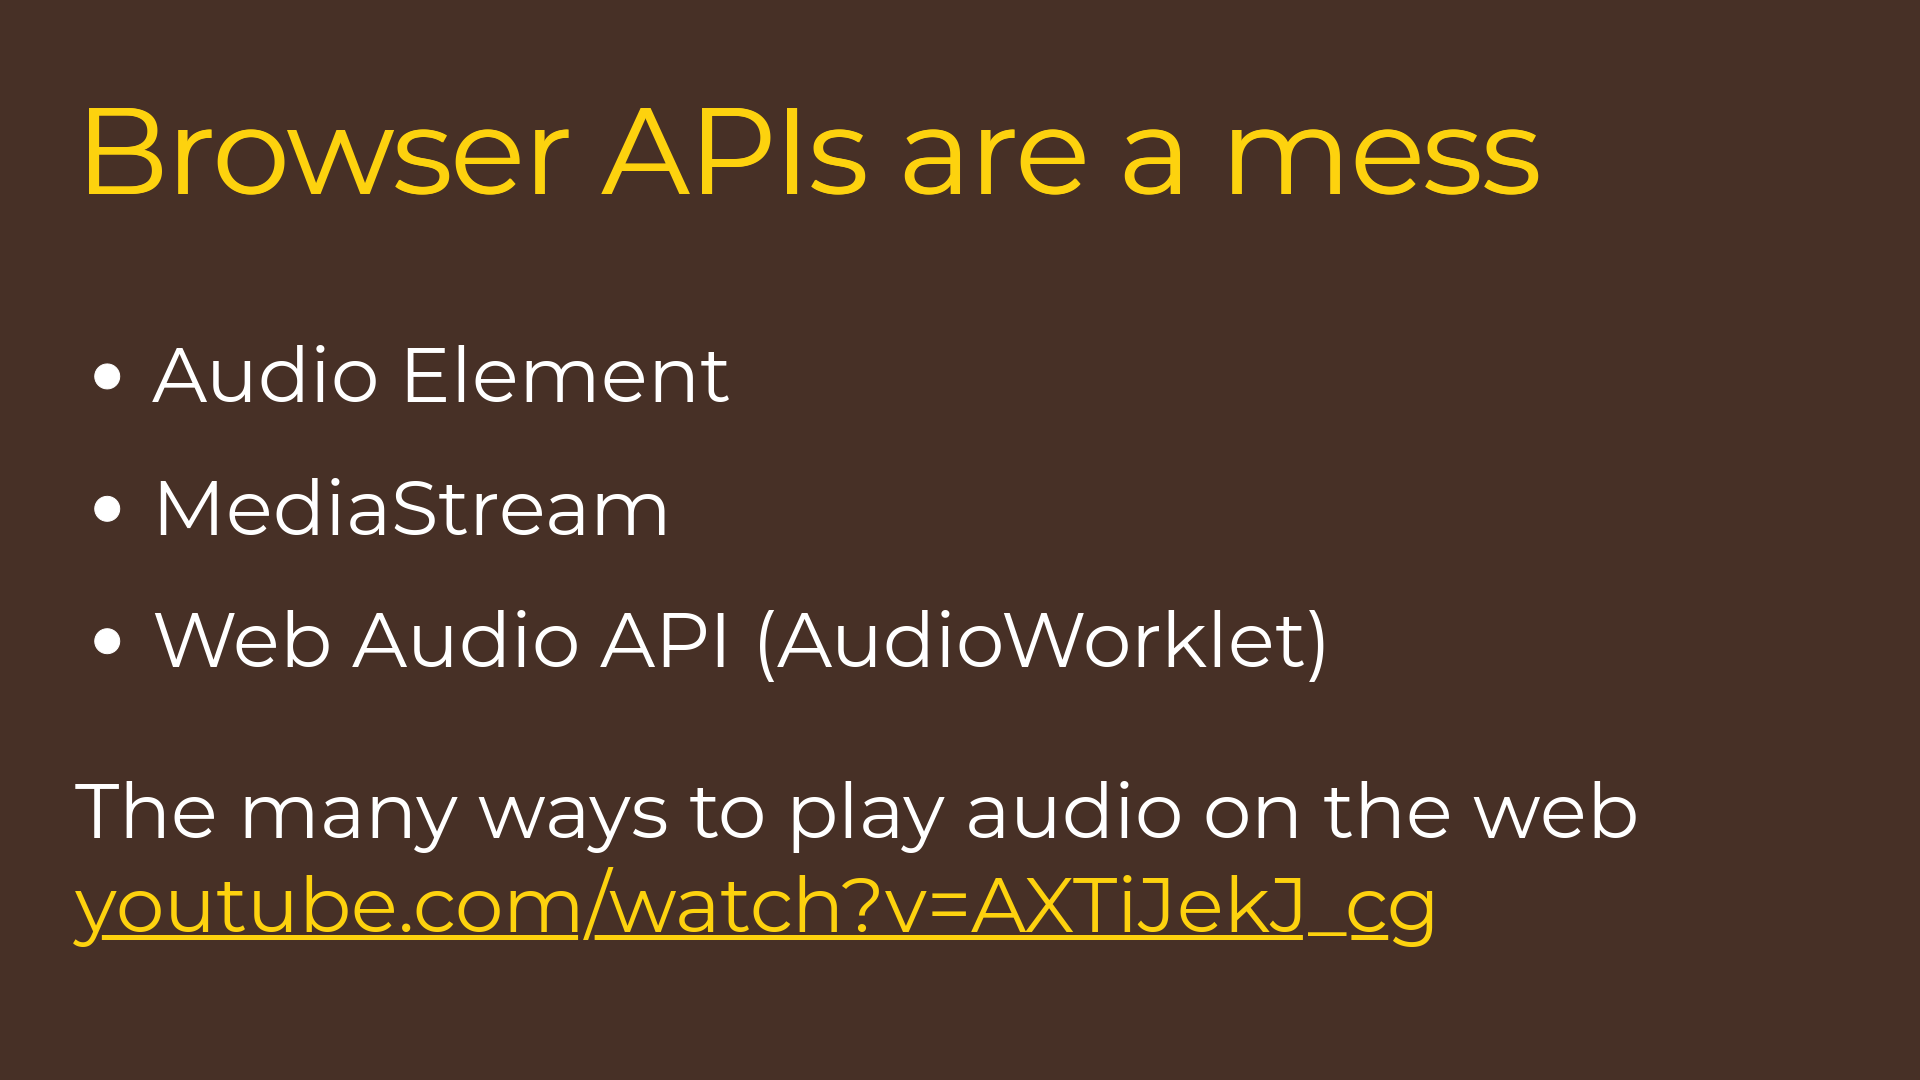 Browser APIs are a mess
• Audio Element
• MediaStream
• Web Audio API (AudioWorklet)
The many ways to play audio on the web
youtube.com/watch?v=AXTiJekJ_cg